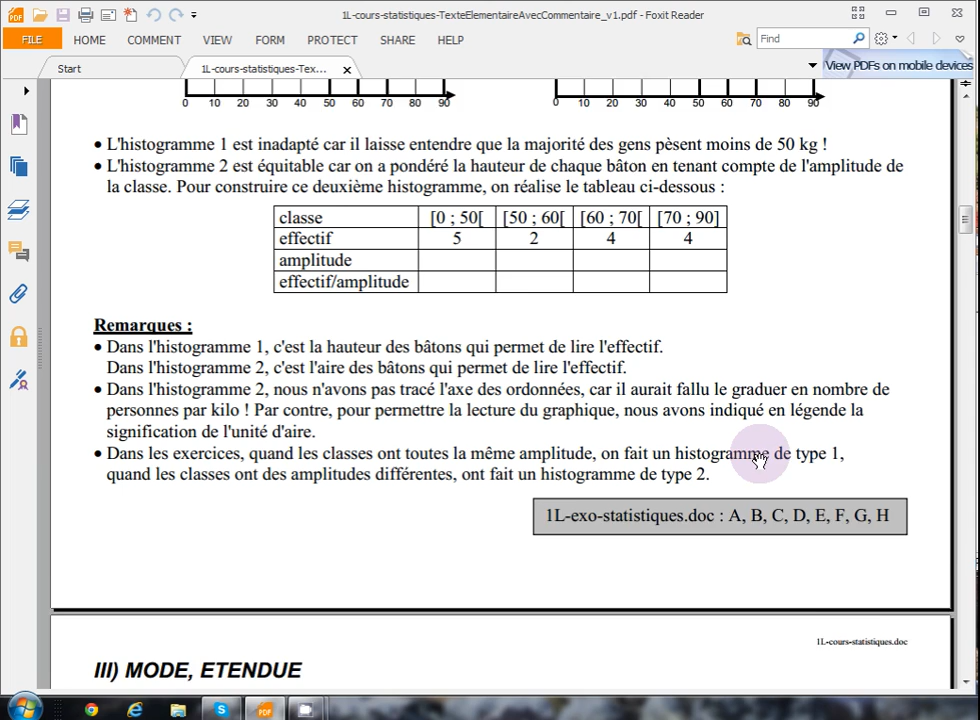 1L-cours-statistiques-TexteElementaireAvecCommentaire_v1.pdf - Foxit Reader
FILE HOME COMMENT VIEW FORM PROTECT SHARE HELP Find
Start 1L-cours-statistiques-Tex... View PDFs on mobile devices
0 10 20 30 40 50 60 70 80 90 0 10 20 30 40 50 60 70 80 90
• L'histogramme 1 est inadapté car il laisse entendre que la majorité des gens pèsent moins de 50 kg !
• L'histogramme 2 est équitable car on a pondéré la hauteur de chaque bâton en tenant compte de l'amplitude de
la classe. Pour construire ce deuxième histogramme, on réalise le tableau ci-dessous :
classe [0 ; 50[ [50 ; 60[ [60 ; 70[ [70 ; 90]
effectif 5 2 4 4
amplitude
effectif/amplitude
Remarques :
• Dans l'histogramme 1, c'est la hauteur des bâtons qui permet de lire l'effectif.
Dans l'histogramme 2, c'est l'aire des bâtons qui permet de lire l'effectif.
• Dans l'histogramme 2, nous n'avons pas tracé l'axe des ordonnées, car il aurait fallu le graduer en nombre de
personnes par kilo ! Par contre, pour permettre la lecture du graphique, nous avons indiqué en légende la
signification de l'unité d'aire.
• Dans les exercices, quand les classes ont toutes la même amplitude, on fait un histogramme de type 1,
quand les classes ont des amplitudes différentes, ont fait un histogramme de type 2.
1L-exo-statistiques.doc : A, B, C, D, E, F, G, H
1L-cours-statistiques.doc
III) MODE, ETENDUE